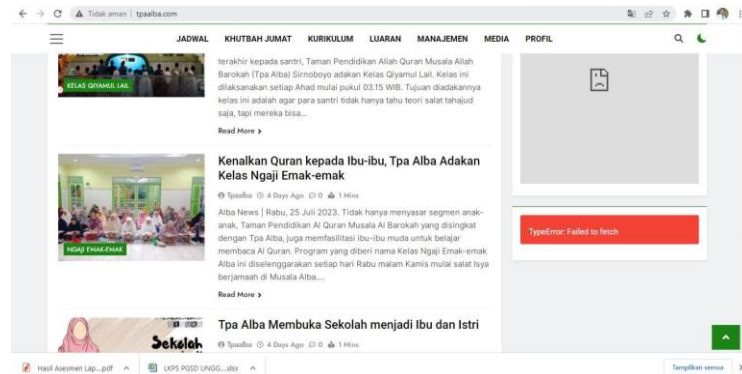 Tidak aman | tpaalba.com
JADWAL KHUTBAH JUMAT KURIKULUM LUARAN MANAJEMEN MEDIA PROFIL
KELAS QIYAMUL LAIL
terakhir kepada santri, Taman Pendidikan Allah Quran Musala Allah
Barokah (Tpa Alba) Sirnoboyo adakan Kelas Qiyamul Lail. Kelas ini
dilaksanakan setiap Ahad mulai pukul 03.15 WIB. Tujuan diadakannya
kelas ini adalah agar para santri tidak hanya tahu teori salat tahajud
saja, tapi mereka bisa...
Read More
Kenalkan Quran kepada Ibu-ibu, Tpa Alba Adakan
Kelas Ngaji Emak-emak
Tpaalba 4 Days Ago 0 1 Mins
Alba News | Rabu, 25 Juli 2023. Tidak hanya menyasar segmen anak-
anak, Taman Pendidikan Al Quran Musala Al Barokah yang disingkat
dengan Tpa Alba, juga memfasilitasi ibu-ibu muda untuk belajar
membaca Al Quran. Program yang diberi nama Kelas Ngaji Emak-emak
Alba ini diselenggarakan setiap hari Rabu malam Kamis mulai salat Isya
berjamaah di Musala Alba....
NGAJI EMAK-EMAK
Read More
Tpa Alba Membuka Sekolah menjadi Ibu dan Istri
Tpaalba 4 Days Ago 0 1 Mins
Sekolah
TypeError: Failed to fetch
Hasil Asesmen Lap....pdf
LKPS PGSD UNGG...xlsx
Tampilkan semua